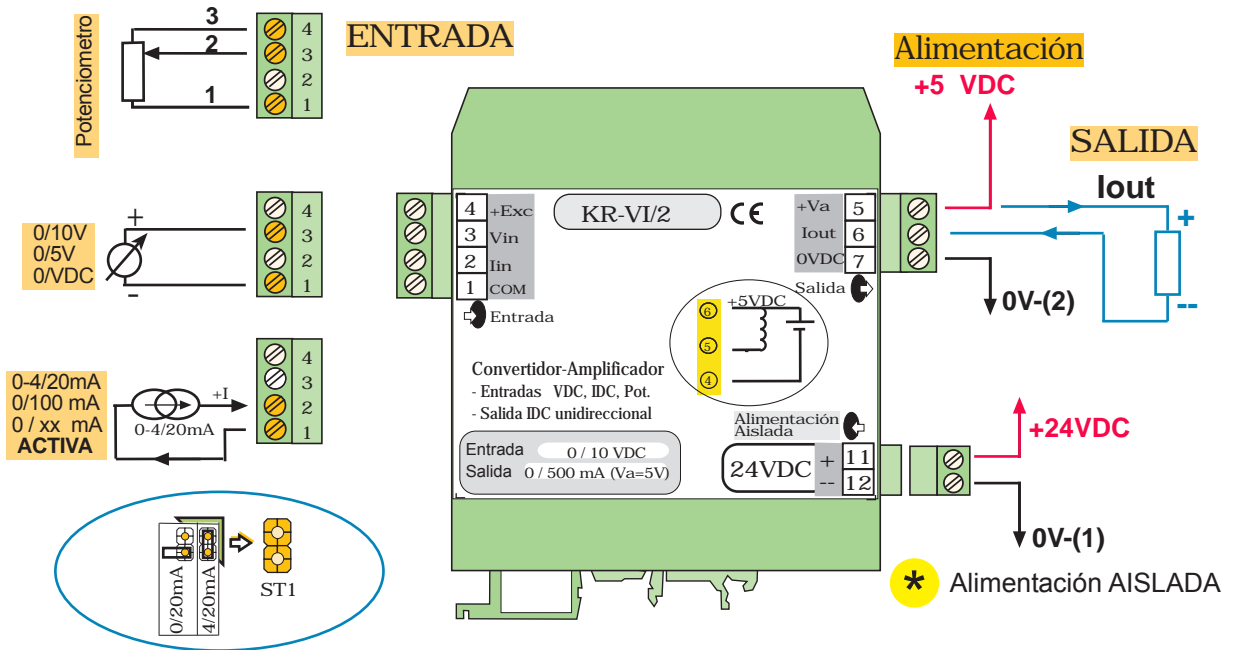 Potenciometro
3
2
1
4
3
2
1
ENTRADA
0/10V
0/5V
0/VDC
+
-
4
3
2
1
0-4/20mA
0/100 mA
0 / xx mA
ACTIVA
+I
0-4/20mA
4
3
2
1
0/20mA
4/20mA
ST1
KR-VI/2
CE
4 +Exc
3 Vin
2 Iin
1 COM
Entrada
+Va 5
Iout 6
0VDC 7
Salida
+5VDC
6
5
4
Convertidor-Amplificador
- Entradas VDC, IDC, Pot.
- Salida IDC unidireccional
Entrada 0 / 10 VDC
Salida 0 / 500 mA (Va=5V)
Alimentación
Aislada
24VDC
+ 11
-- 12
Alimentación
+5 VDC
SALIDA
Iout
+
--
0V-(2)
+24VDC
0V-(1)
* Alimentación AISLADA